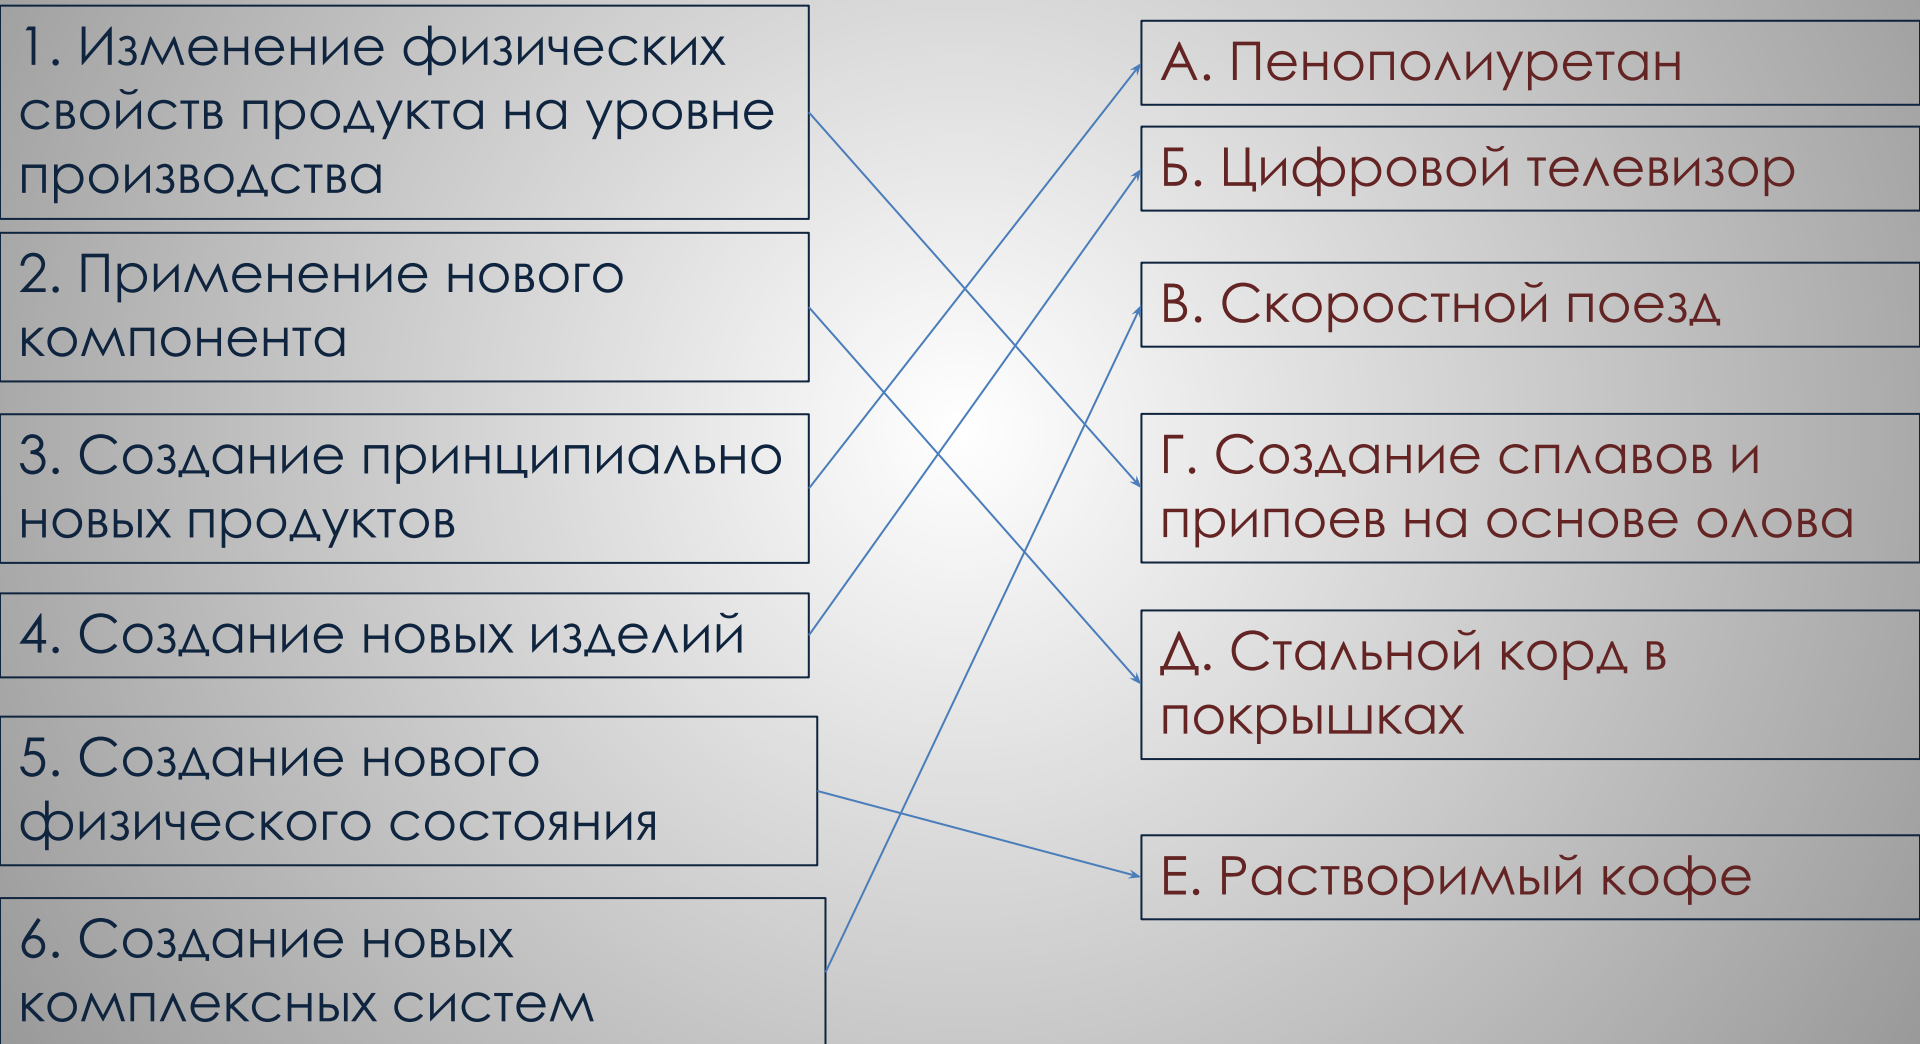 1. Изменение физических
свойств продукта на уровне
производства
2. Применение нового
компонента
3. Создание принципиально
новых продуктов
4. Создание новых изделий
5. Создание нового
физического состояния
6. Создание новых
комплексных систем
А. Пенополиуретан
Б. Цифровой телевизор
В. Скоростной поезд
Г. Создание сплавов и
припоев на основе олова
Д. Стальной корд в
покрышках
Е. Растворимый кофе